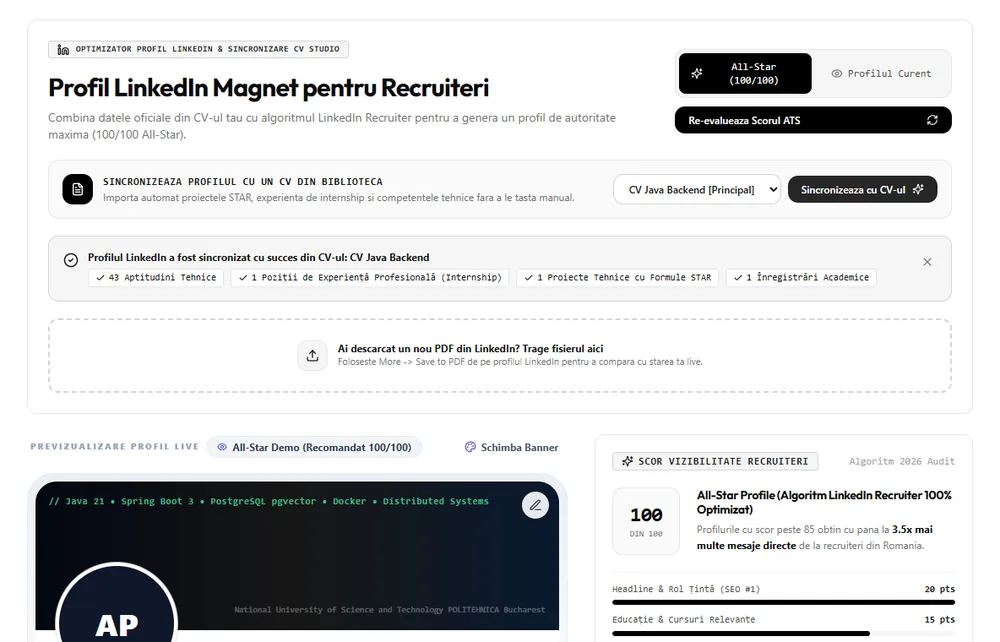 OPTIMIZATOR PROFIL LINKEDIN & SINCRONIZARE CV STUDIO
Profil LinkedIn Magnet pentru Recruiteri
Combina datele oficiale din CV-ul tau cu algoritmul LinkedIn Recruiter pentru a genera un profil de autoritate
maxima (100/100 All-Star).
All-Star
(100/100)
Profilul Curent
Re-evalueaza Scorul ATS
SINCRONIZEAZA PROFILUL CU UN CV DIN BIBLIOTECA
Importa automat proiectele STAR, experienta de internship si competentele tehnice fara a le tasta manual.
CV Java Backend [Principal]
Sincronizeaza cu CV-ul
Profilul LinkedIn a fost sincronizat cu succes din CV-ul: CV Java Backend
✓ 43 Aptitudini Tehnice
✓ 1 Poziții de Experiență Profesională (Internship)
✓ 1 Proiecte Tehnice cu Formule STAR
✓ 1 Înregistrări Academice
Ai descarcat un nou PDF din LinkedIn? Trage fisierul aici
Foloseste More -> Save to PDF de pe profilul LinkedIn pentru a compara cu starea ta live.
PREVIZUALIZARE PROFIL LIVE
All-Star Demo (Recomandat 100/100)
Schimba Banner
// Java 21 • Spring Boot 3 • PostgreSQL pgvector • Docker • Distributed Systems
National University of Science and Technology POLITEHNICA Bucharest
AP
SCOR VIZIBILITATE RECRUITERI
Algoritm 2026 Audit
100
DIN 100
All-Star Profile (Algoritm LinkedIn Recruiter 100%
Optimizat)
Profilurile cu scor peste 85 obtin cu pana la 3.5x mai
multe mesaje directe de la recruiteri din Romania.
Headline & Rol Țintă (SEO #1)
20 pts
Educație & Cursuri Relevante
15 pts